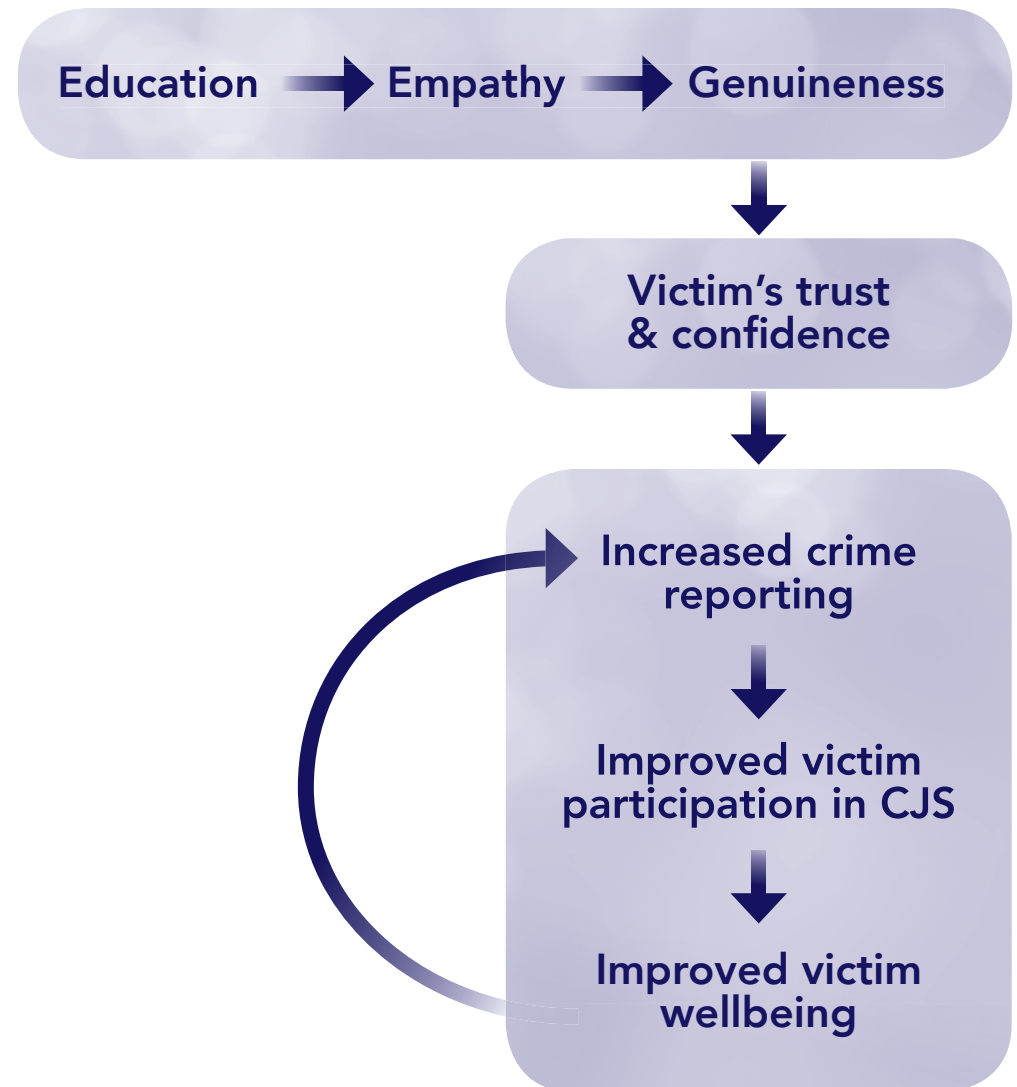 Education Empathy Genuineness
Victim’s trust
& confidence
Increased crime
reporting
Improved victim
participation in CJS
Improved victim
wellbeing